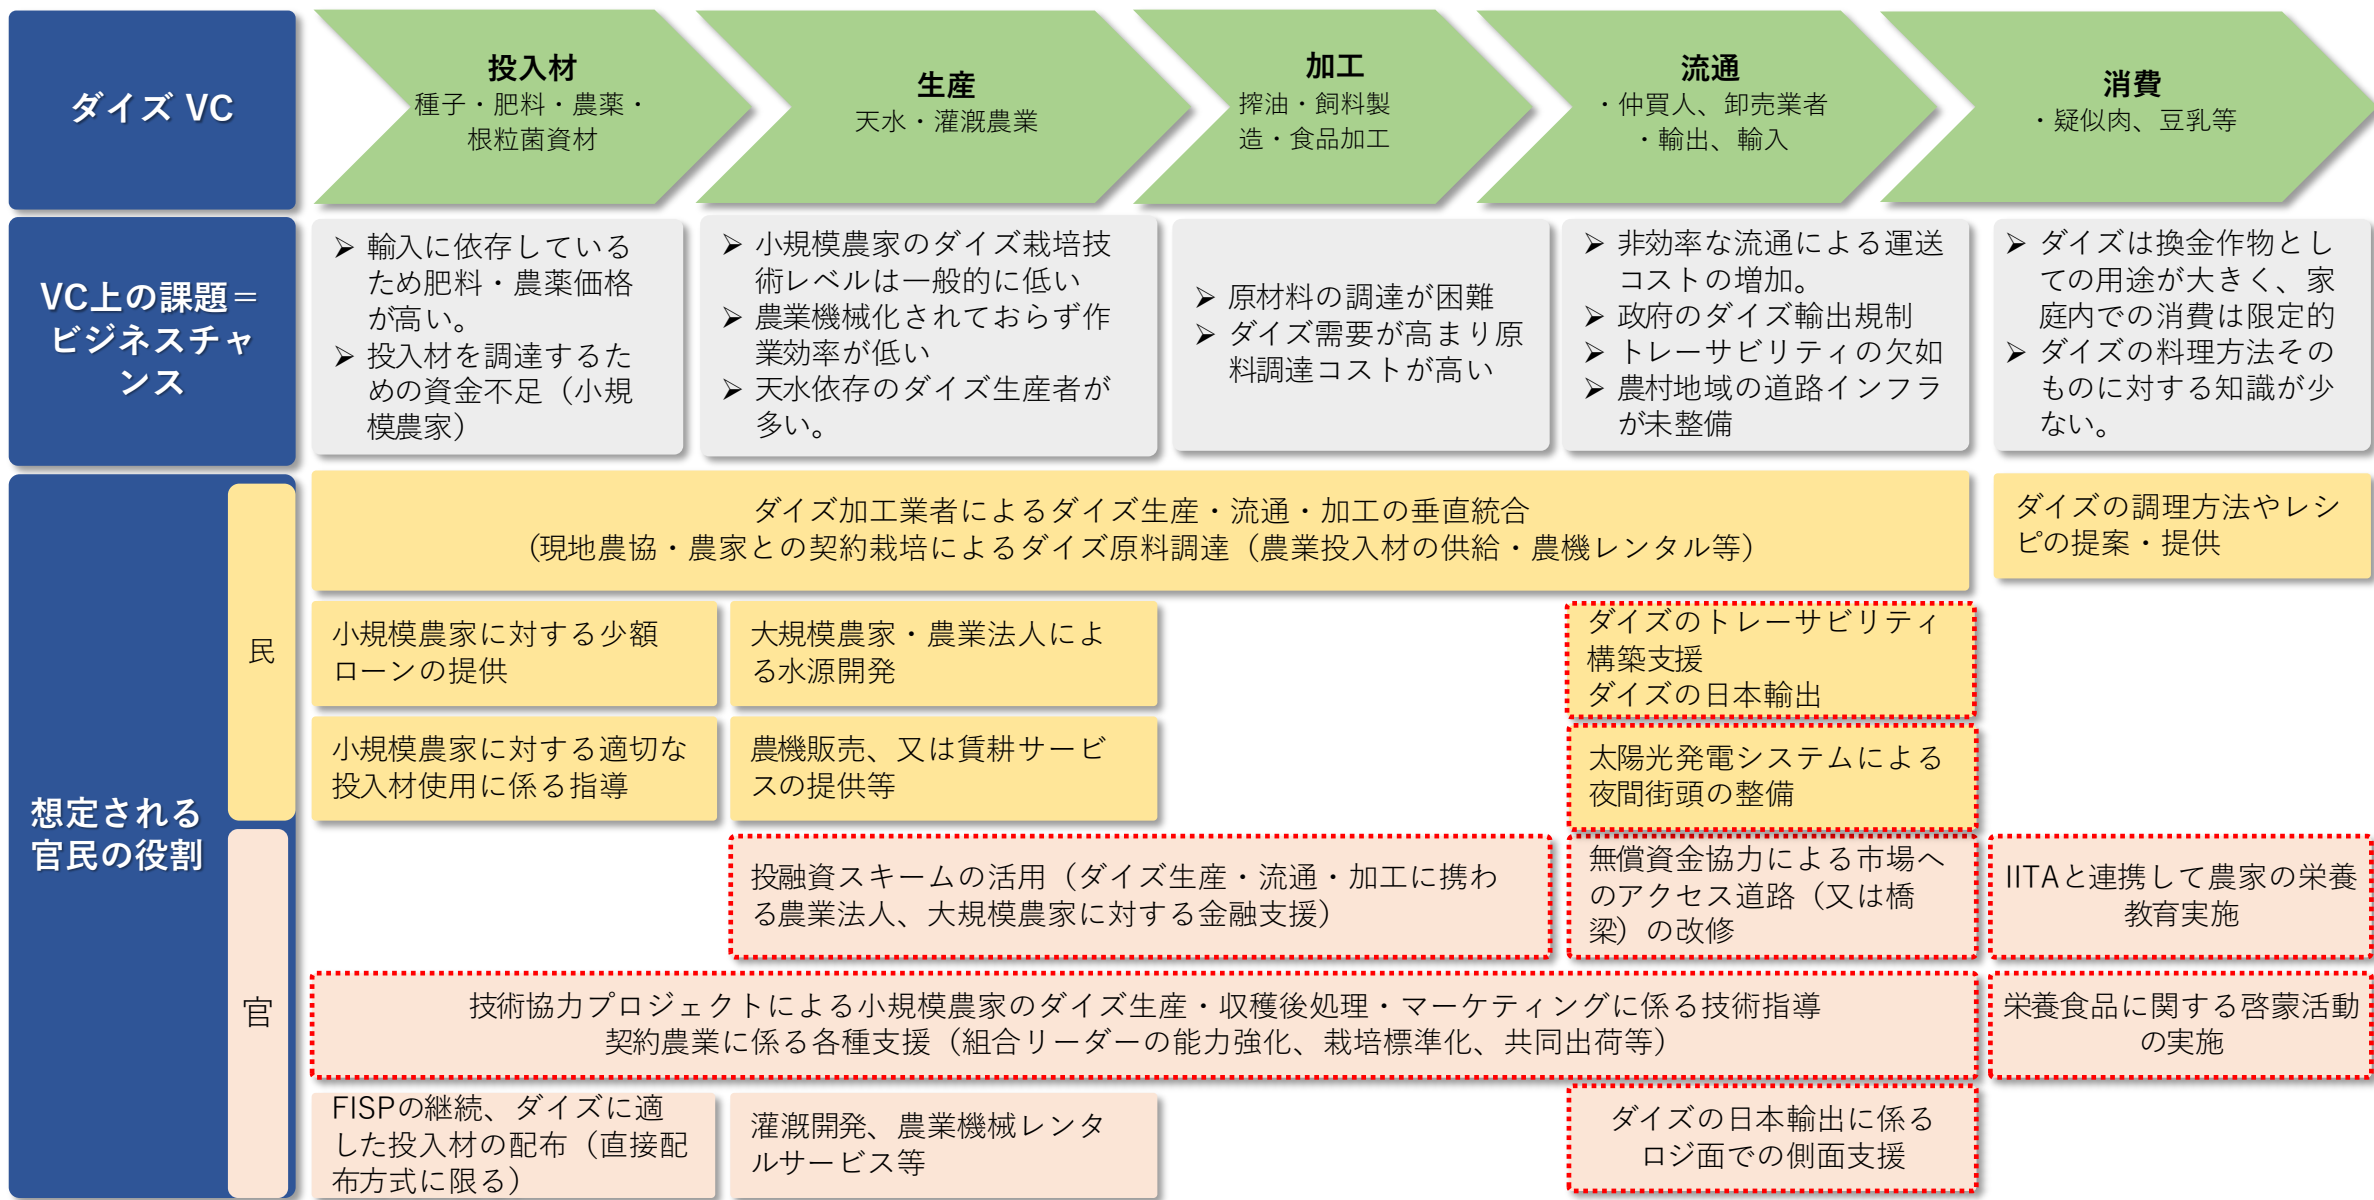 ダイズ VC
投入材
種子・肥料・農薬・
根粒菌資材
生産
天水・灌漑農業
加工
搾油・飼料製
造・食品加工
流通
・仲買人、卸売業者
・輸出、輸入
消費
・疑似肉、豆乳等
VC上の課題＝
ビジネスチャ
ンス
➢ 輸入に依存している
ため肥料・農薬価格
が高い。
➢ 投入材を調達するた
めの資金不足（小規
模農家）
➢ 小規模農家のダイズ栽培技
術レベルは一般的に低い
➢ 農業機械化されておらず作
業効率が低い
➢ 天水依存のダイズ生産者が
多い。
➢ 原材料の調達が困難
➢ ダイズ需要が高まり原
料調達コストが高い
➢ 非効率な流通による運送
コストの増加。
➢ 政府のダイズ輸出規制
➢ トレーサビリティの欠如
➢ 農村地域の道路インフラ
が未整備
➢ ダイズは換金作物とし
ての用途が大きく、家
庭内での消費は限定的
➢ ダイズの料理方法その
ものに対する知識が少
ない。
想定される
官民の役割
民
ダイズ加工業者によるダイズ生産・流通・加工の垂直統合
（現地農協・農家との契約栽培によるダイズ原料調達（農業投入材の供給・農機レンタル等）
ダイズの調理方法やレシ
ピの提案・提供
小規模農家に対する少額
ローンの提供
大規模農家・農業法人によ
る水源開発
ダイズのトレーサビリティ
構築支援
ダイズの日本輸出
小規模農家に対する適切な
投入材使用に係る指導
農機販売、又は賃耕サービ
スの提供等
太陽光発電システムによる
夜間街頭の整備
官
投融資スキームの活用（ダイズ生産・流通・加工に携わ
る農業法人、大規模農家に対する金融支援）
無償資金協力による市場へ
のアクセス道路（又は橋
梁）の改修
IITAと連携して農家の栄養
教育実施
技術協力プロジェクトによる小規模農家のダイズ生産・収穫後処理・マーケティングに係る技術指導
契約農業に係る各種支援（組合リーダーの能力強化、栽培標準化、共同出荷等）
栄養食品に関する啓蒙活動
の実施
FISPの継続、ダイズに適
した投入材の配布（直接配
布方式に限る）
灌漑開発、農業機械レンタ
ルサービス等
ダイズの日本輸出に係る
ロジ面での側面支援